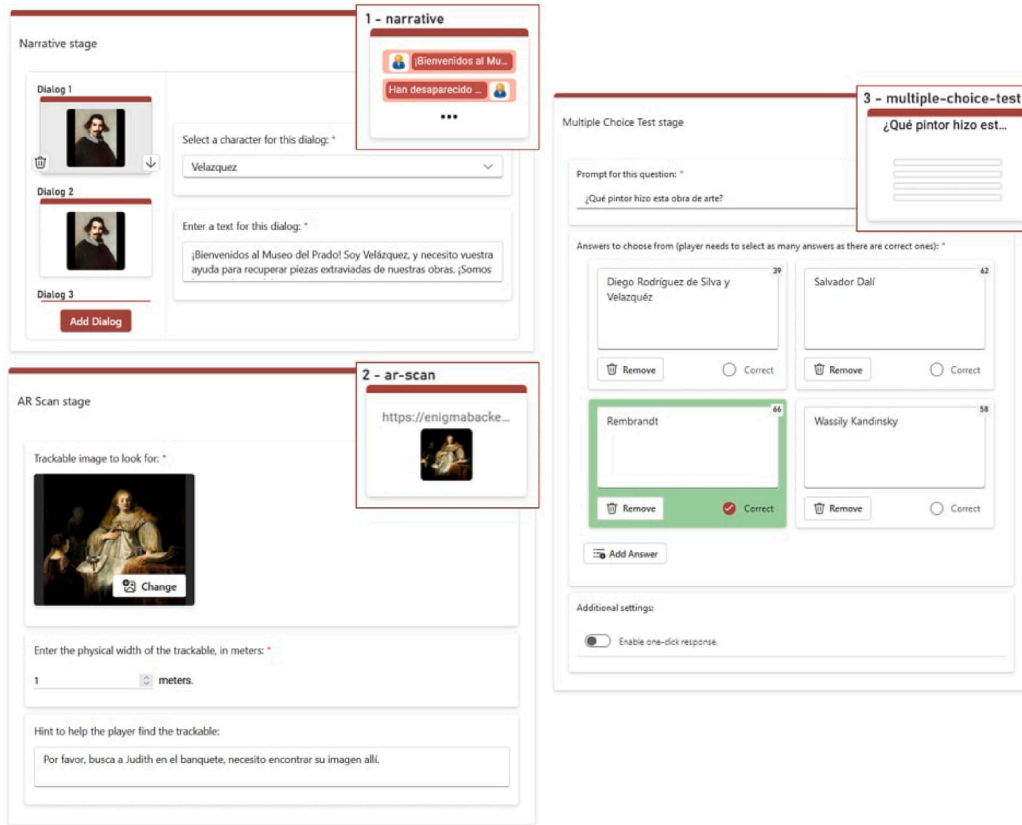 Narrative stage
1 - narrative
¡Bienvenidos al Mu...
Han desaparecido ...
•••
Dialog 1
Dialog 2
Dialog 3
Add Dialog
Select a character for this dialog: *
Velazquez
Enter a text for this dialog: *
¡Bienvenidos al Museo del Prado! Soy Velázquez, y necesito vuestra
ayuda para recuperar piezas extraviadas de nuestras obras. ¡Somos
AR Scan stage
2 - ar-scan
https://enigmabacke...
Trackable image to look for: *
Change
Enter the physical width of the trackable, in meters: *
1 meters.
Hint to help the player find the trackable:
Por favor, busca a Judith en el banquete, necesito encontrar su imagen allí.
Multiple Choice Test stage
3 - multiple-choice-test
¿Qué pintor hizo est...
Prompt for this question: *
¿Qué pintor hizo esta obra de arte?
Answers to choose from (player needs to select as many answers as there are correct ones): *
39
Diego Rodríguez de Silva y
Velazquéz
Remove Correct
62
Salvador Dalí
Remove Correct
66
Rembrandt
Remove Correct
58
Wassily Kandinsky
Remove Correct
Add Answer
Additional settings:
Enable one-click response.